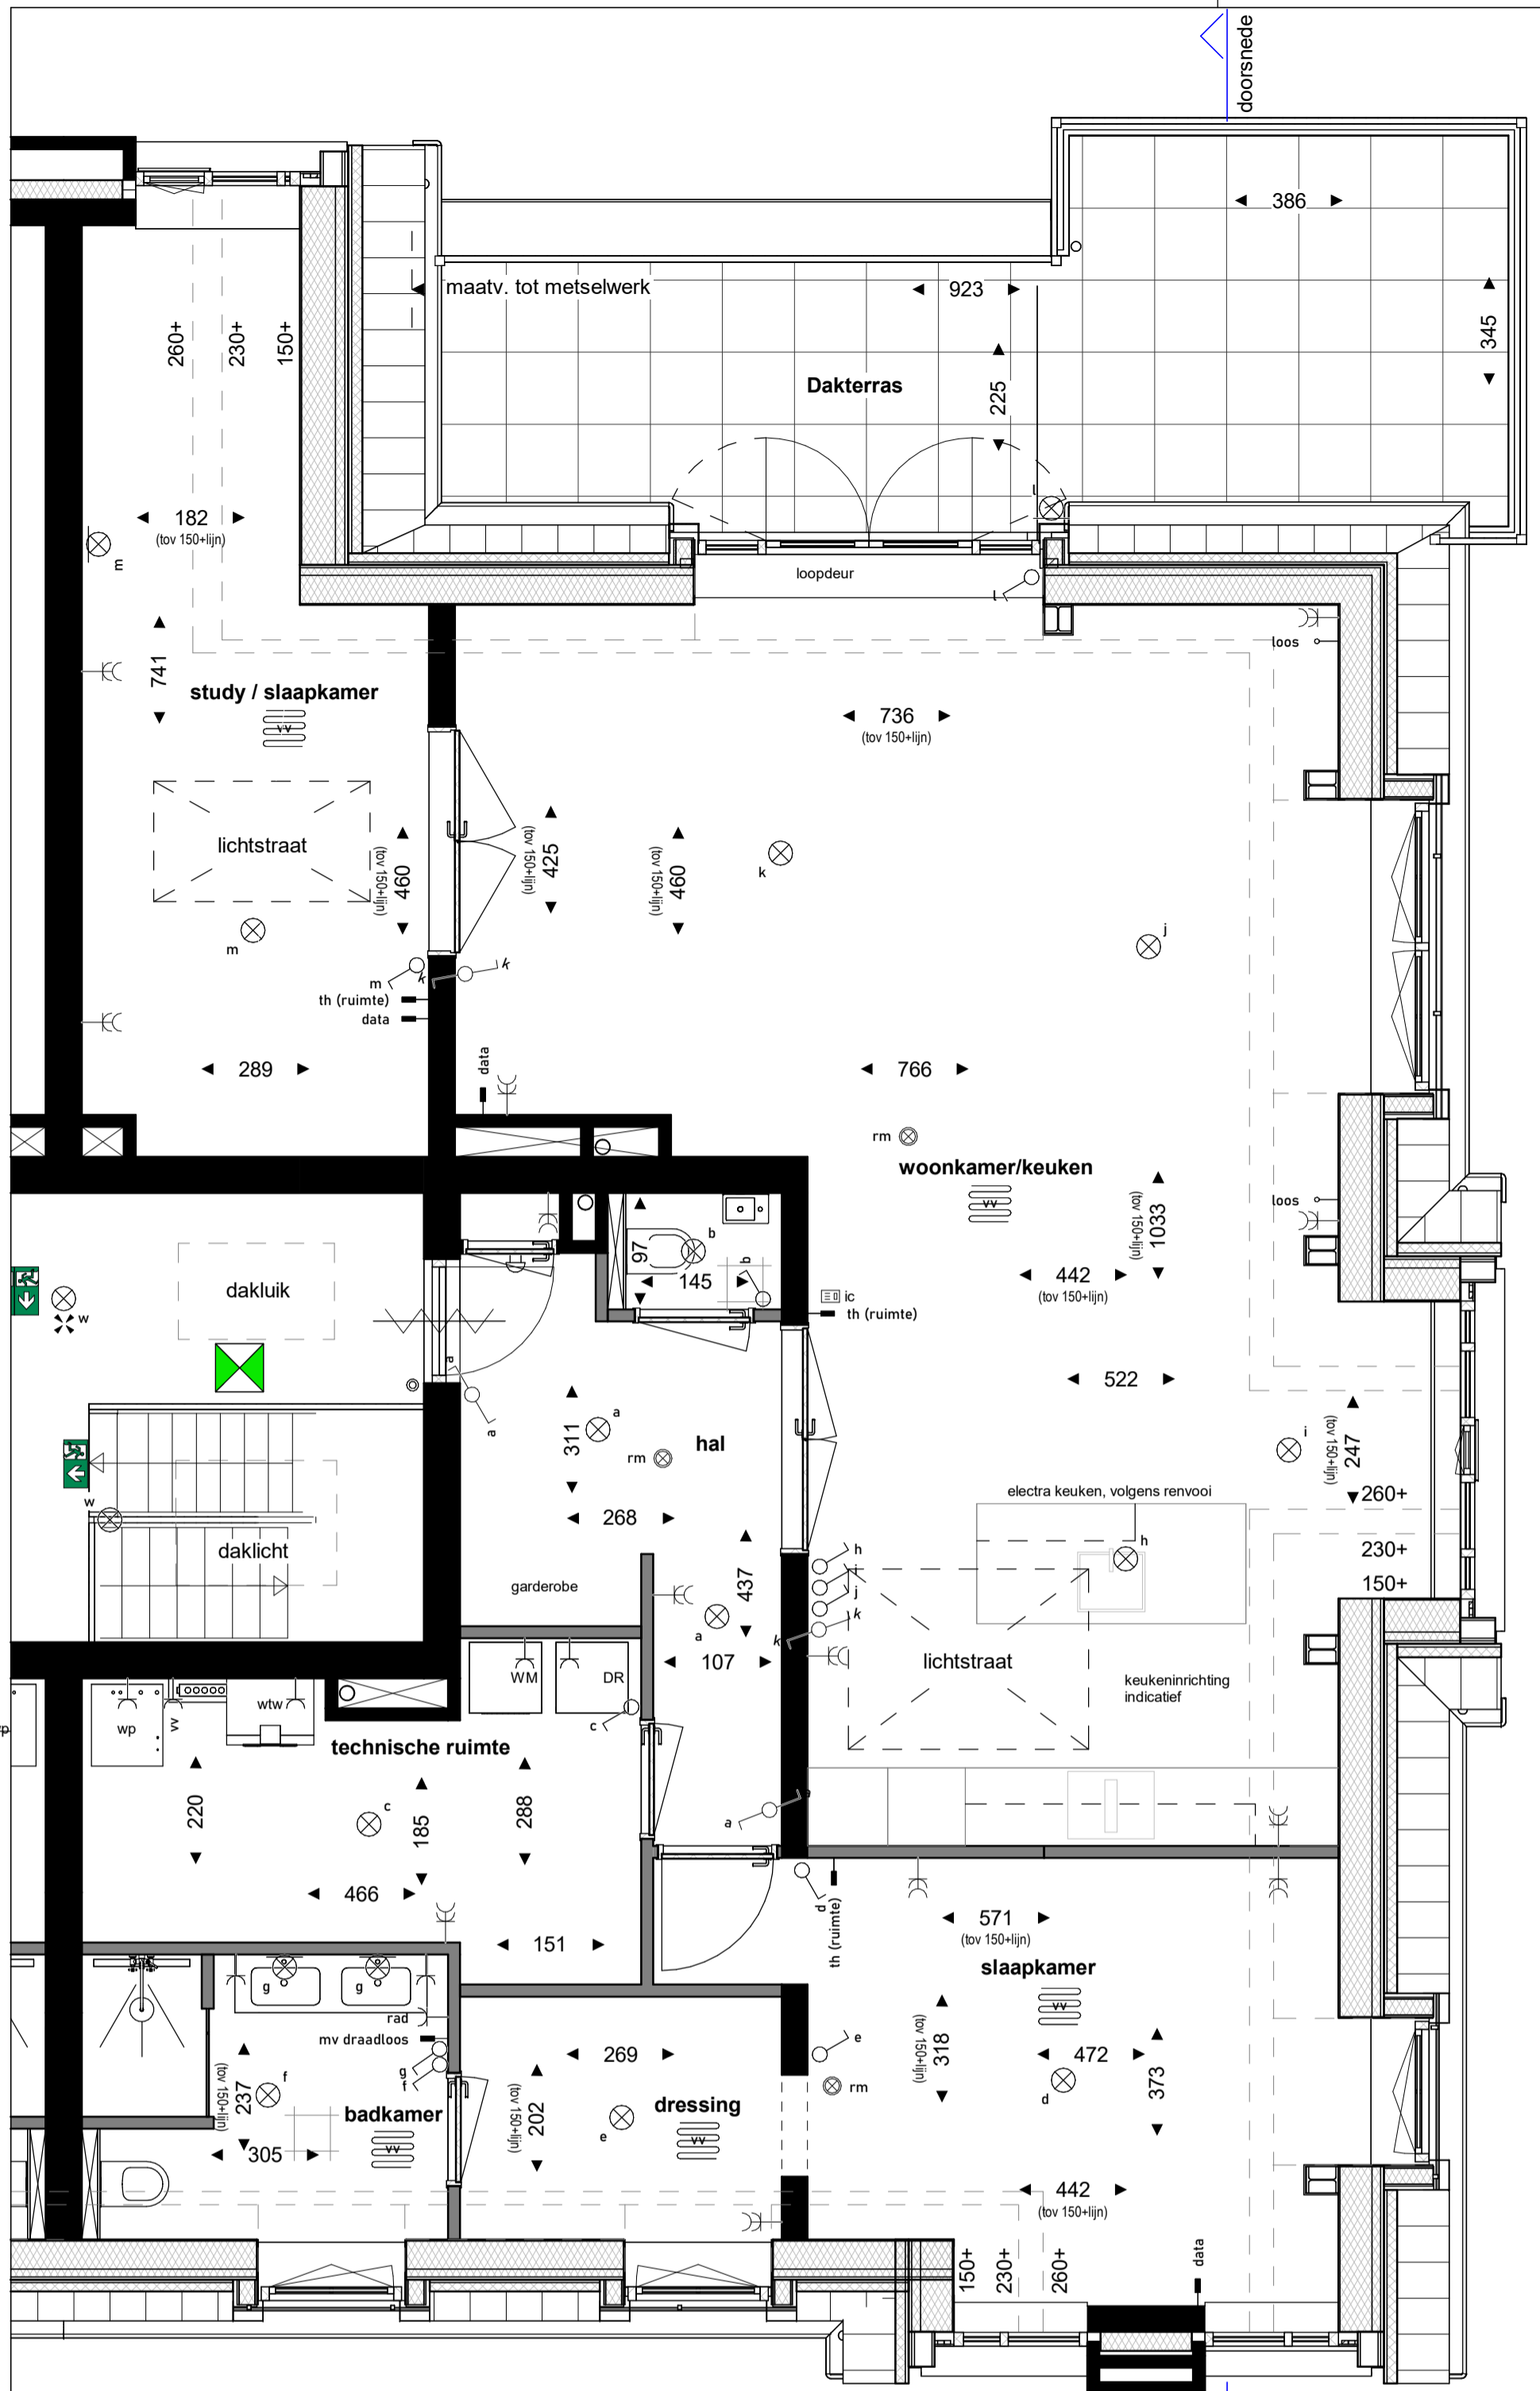 doorsnede
386
maatv. tot metselwerk
923
345
260+
230+
150+
Dakterras
225
182
(tov 150+lijn)
m
l
loopdeur
l
loos
741
study / slaapkamer
vv
736
(tov 150+lijn)
lichtstraat
460
(tov 150+lijn)
425
(tov 150+lijn)
460
(tov 150+lijn)
k
j
m
m
k
k
th (ruimte)
data
289
data
766
rm
woonkamer/keuken
vv
loos
1033
(tov 150+lijn)
b
97
145
b
442
(tov 150+lijn)
dakluik
w
ic
th (ruimte)
a
a
522
311
a
rm
hal
i
247
(tov 150+lijn)
260+
w
268
electra keuken, volgens renvooi
h
daklicht
230+
150+
garderobe
437
h
i
j
k
k
a
107
lichtstraat
keukeninrichting
indicatief
WM
DR
wp
vv
wtw
c
technische ruimte
220
c
185
288
a
a
466
d
th (ruimte)
571
(tov 150+lijn)
151
slaapkamer
vv
g
g
rad
mv draadloos
g
f
318
(tov 150+lijn)
e
269
472
373
237
(tov 150+lijn)
f
rm
d
badkamer
vv
202
(tov 150+lijn)
dressing
e
vv
305
442
(tov 150+lijn)
150+
230+
260+
data